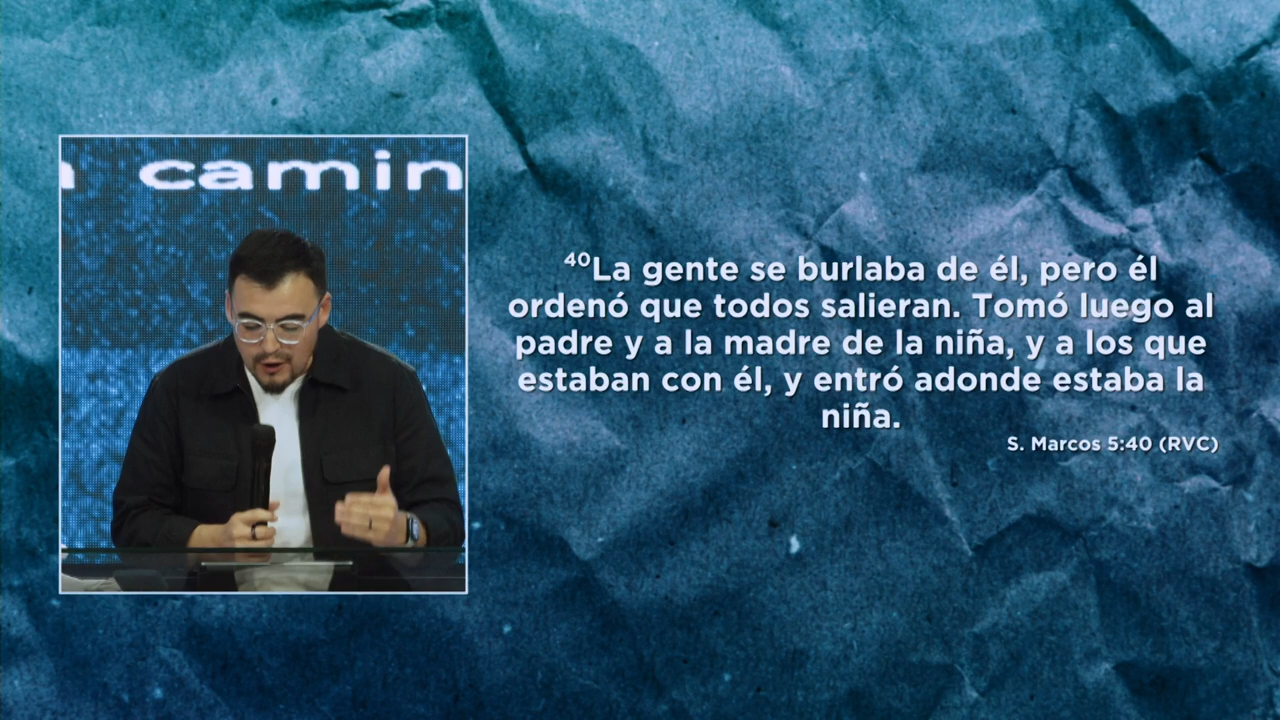 camin
⁴⁰La gente se burlaba de él, pero él
ordenó que todos salieran. Tomó luego al
padre y a la madre de la niña, y a los que
estaban con él, y entró adonde estaba la
niña.
S. Marcos 5:40 (RVC)